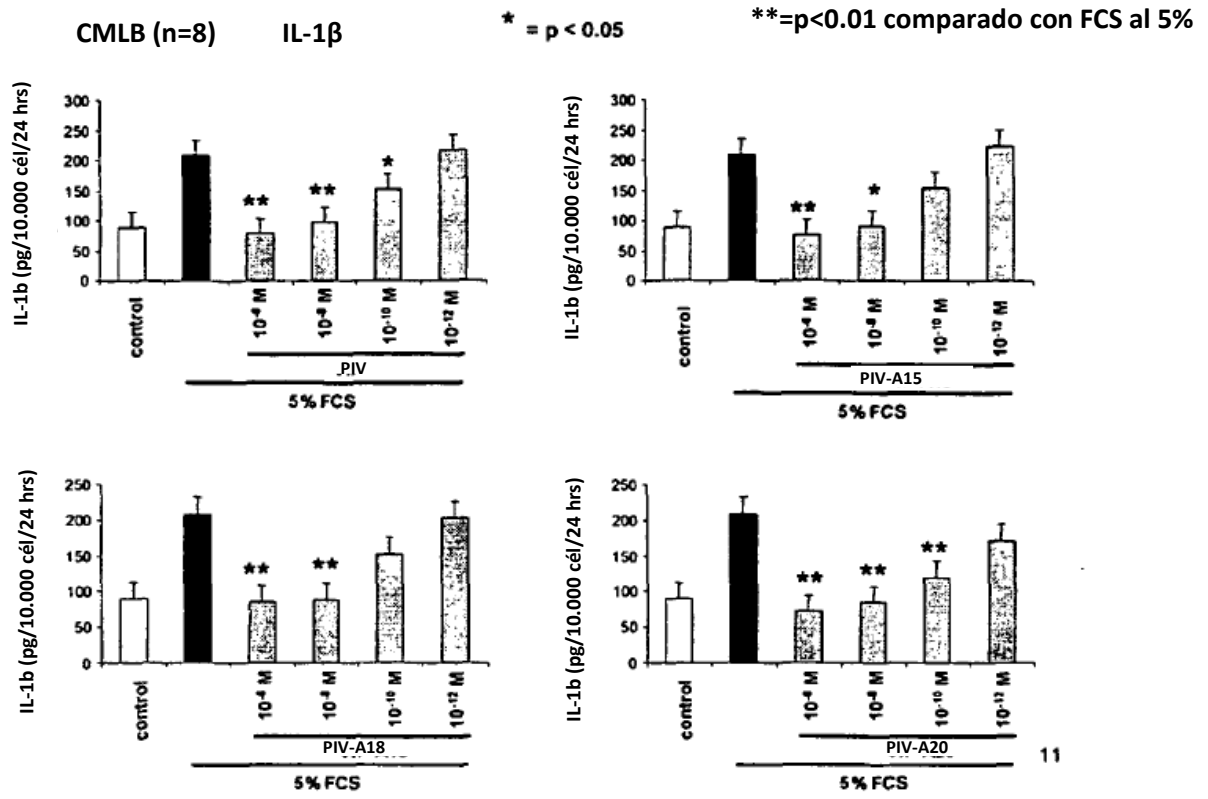 CMLB (n=8) IL-1β * = p < 0.05 **=p<0.01 comparado con FCS al 5%
IL-1b (pg/10.000 cél/24 hrs)
300
250
200
150
100
50
0
** ** *
control 10⁻⁶ M 10⁻⁸ M 10⁻¹⁰ M 10⁻¹² M
PIV
5% FCS
IL-1b (pg/10.000 cél/24 hrs)
300
250
200
150
100
50
0
** *
control 10⁻⁶ M 10⁻⁸ M 10⁻¹⁰ M 10⁻¹² M
PIV-A15
5% FCS
IL-1b (pg/10.000 cél/24 hrs)
250
200
150
100
50
0
** **
control 10⁻⁶ M 10⁻⁸ M 10⁻¹⁰ M 10⁻¹² M
PIV-A18
5% FCS
IL-1b (pg/10.000 cél/24 hrs)
250
200
150
100
50
0
** ** **
control 10⁻⁶ M 10⁻⁸ M 10⁻¹⁰ M 10⁻¹² M
PIV-A20
5% FCS
11